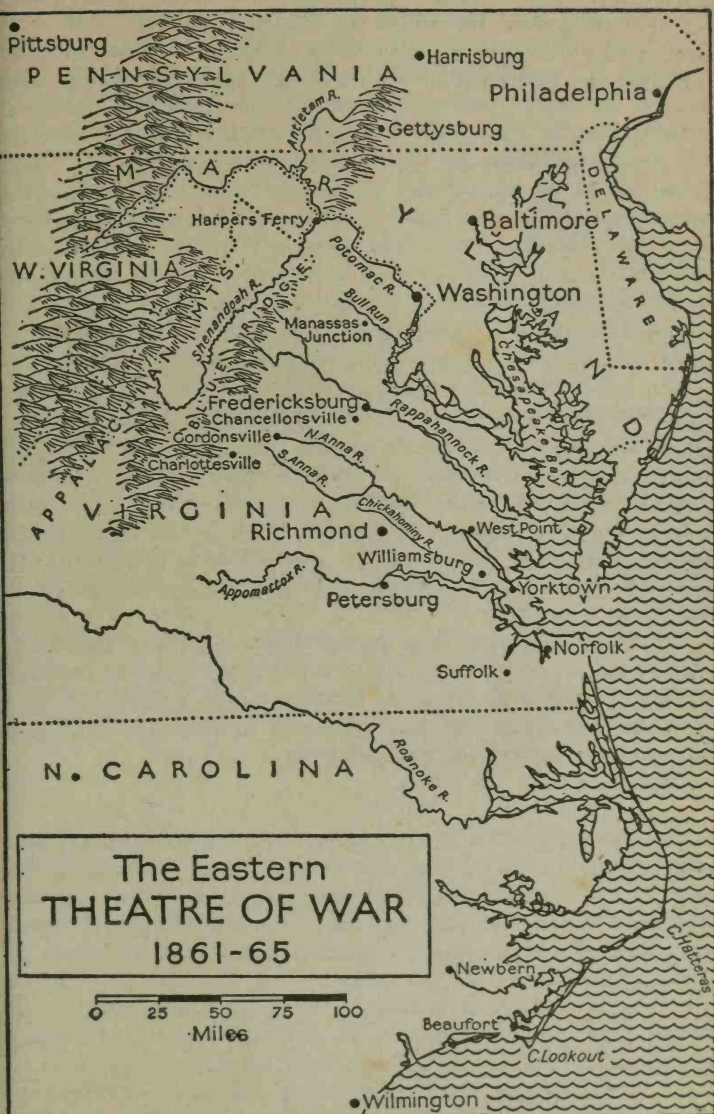 Pittsburg
PENNSYLVANIA
Harrisburg
Philadelphia
Antietam R.
Gettysburg
MARYLAND
DELAWARE
Harpers Ferry
Baltimore
W. VIRGINIA
Potomac R.
Washington
Shenandoah R.
Bull Run
Manassas
Junction
BLUE RIDGE
APPALACHIAN MTS.
Chesapeake Bay
Fredericksburg
Chancellorsville
Rappahannock R.
Gordonsville
N. Anna R.
Charlottesville
S. Anna R.
VIRGINIA
Chickahominy R.
Richmond
West Point
Williamsburg
Appomattox R.
Petersburg
Yorktown
Norfolk
Suffolk
Roanoke R.
N. CAROLINA
The Eastern
THEATRE OF WAR
1861-65
0 25 50 75 100
Miles
C. Hatteras
Newbern
Beaufort
C. Lookout
Wilmington